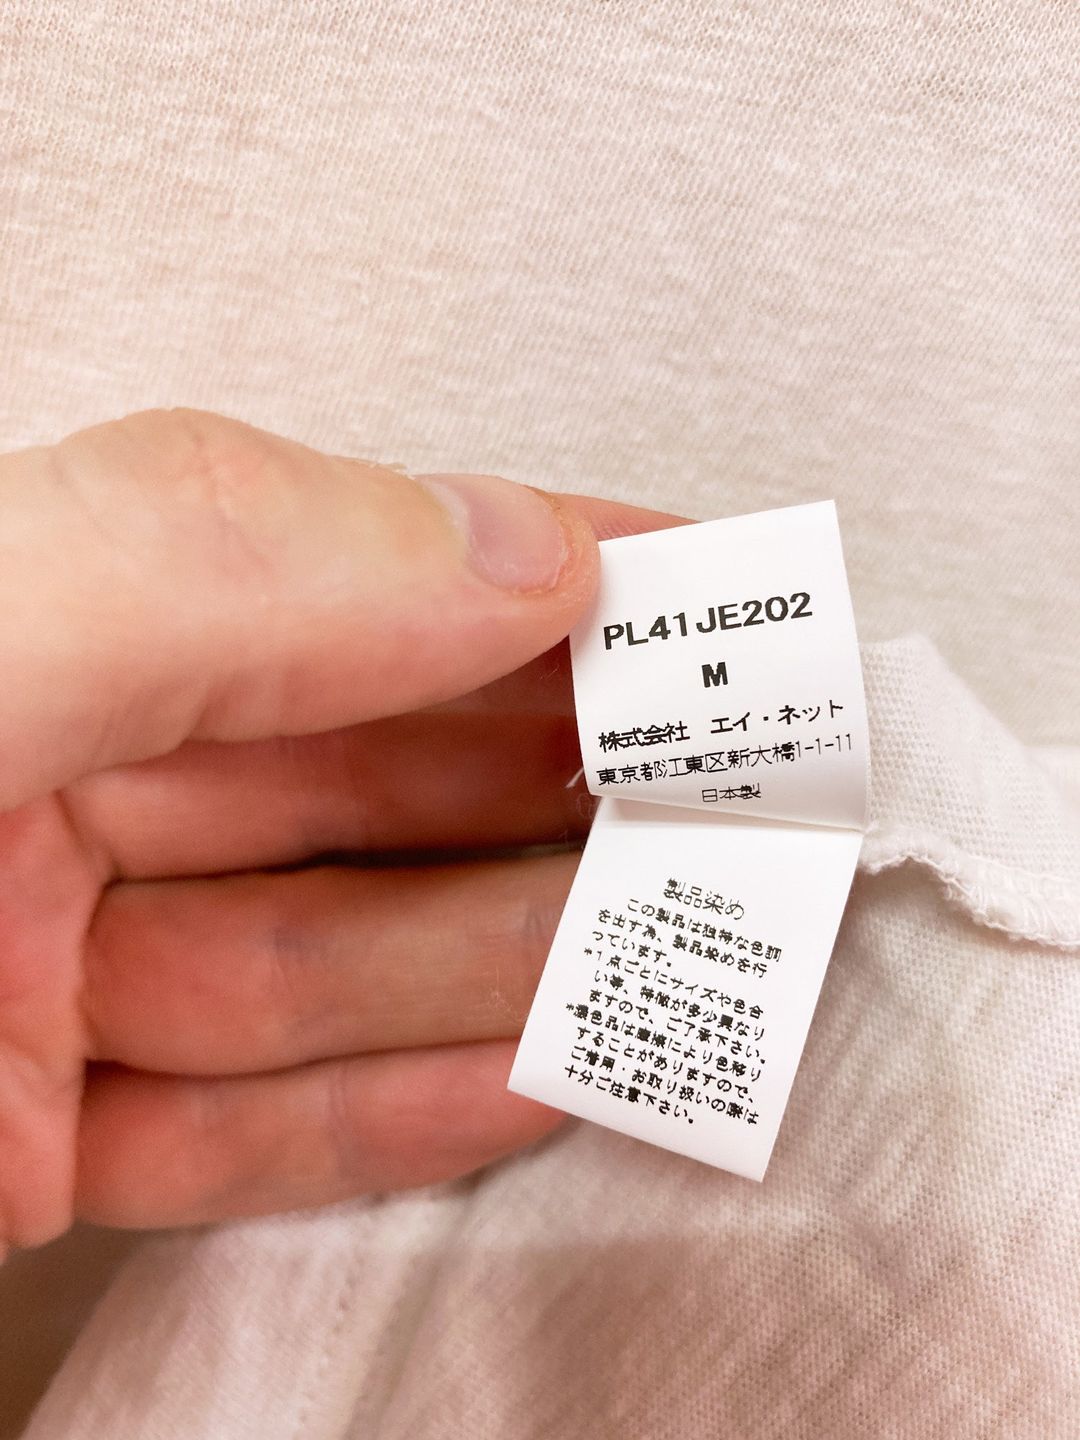 PL41JE202
M
株式会社 エイ・ネット
東京都江東区新大橋1-1-11
日本製
製品染め
この製品は独特な色調
を出す為、製品染めを行
っています。
*1点ごとにサイズや色合
い等、特徴が多少異なり
ますので、ご了承下さい。
*濃色品は摩擦により色移り
することがありますので、
ご着用・お取り扱いの際は
十分ご注意下さい。